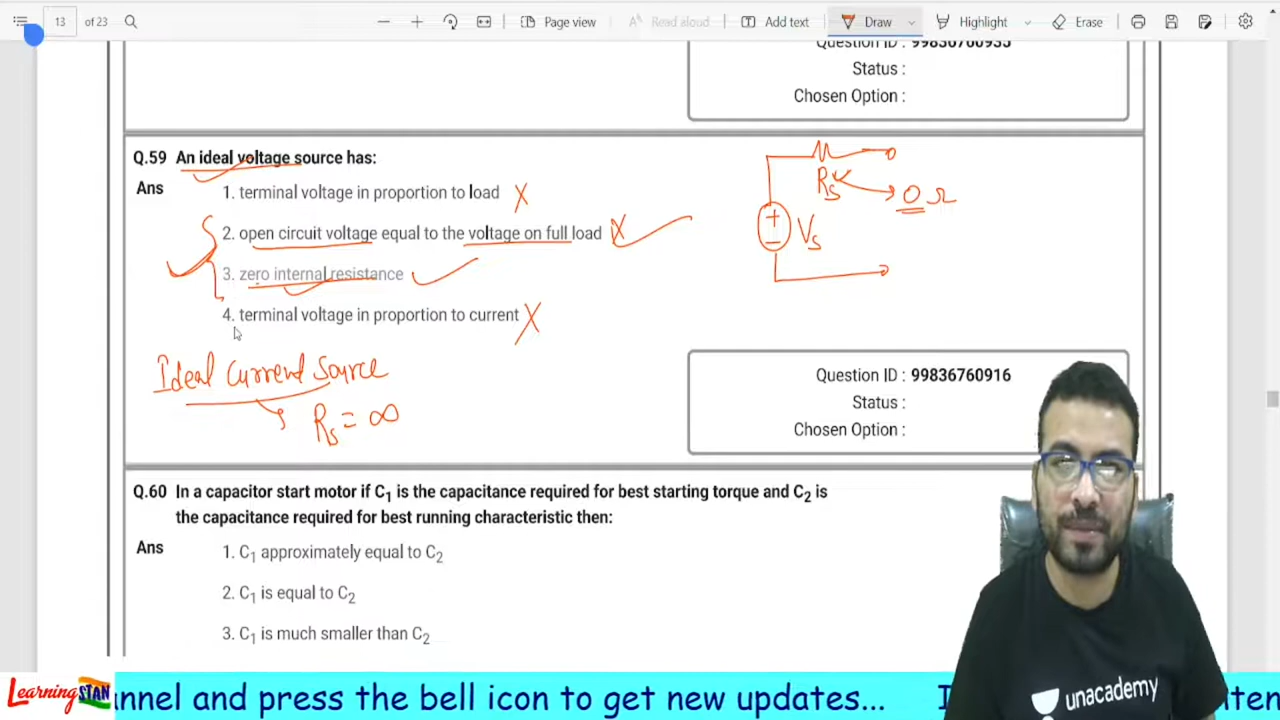 13 of 23
Page view
Read aloud
Add text
Draw
Highlight
Erase
Question ID : 99836760935
Status :
Chosen Option :
Q.59 An ideal voltage source has:
Ans 1. terminal voltage in proportion to load X
2. open circuit voltage equal to the voltage on full load X
3. zero internal resistance
4. terminal voltage in proportion to current X
Rs
0 Ω
+
−
Vs
Ideal Current Source
Rs = ∞
Question ID : 99836760916
Status :
Chosen Option :
Q.60 In a capacitor start motor if C1 is the capacitance required for best starting torque and C2 is
the capacitance required for best running characteristic then:
Ans 1. C1 approximately equal to C2
2. C1 is equal to C2
3. C1 is much smaller than C2
unacademy
Learning STAN
nnel and press the bell icon to get new updates...